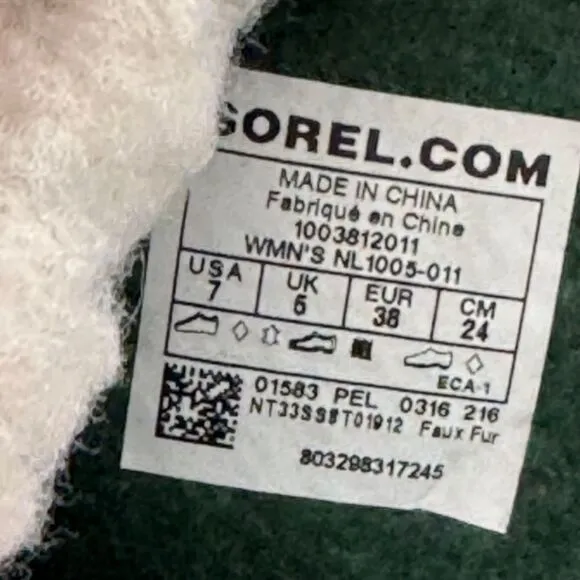 SOREL.COM
MADE IN CHINA
Fabriqué en Chine
1003812011
WMN'S NL1005-011
USA UK EUR CM
7 5 38 24
ECA-1
01583 PEL 0316 216
Faux Fur
803298317245